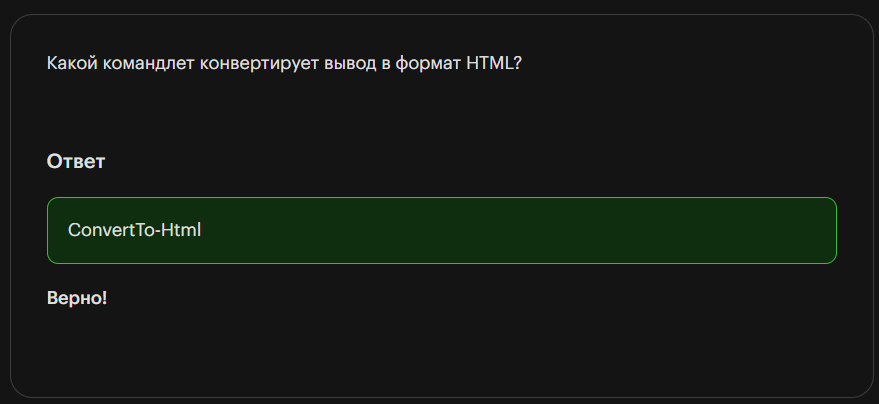 Какой командлет конвертирует вывод в формат HTML?
Ответ
ConvertTo-Html
Верно!